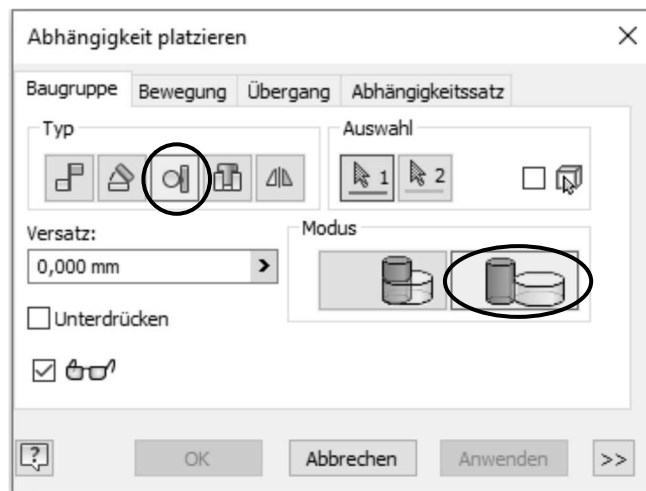 Abhängigkeit platzieren
Baugruppe Bewegung Übergang Abhängigkeitssatz
Typ Auswahl
1 2
Versatz: Modus
0,000 mm >
Unterdrücken
? OK Abbrechen Anwenden >>